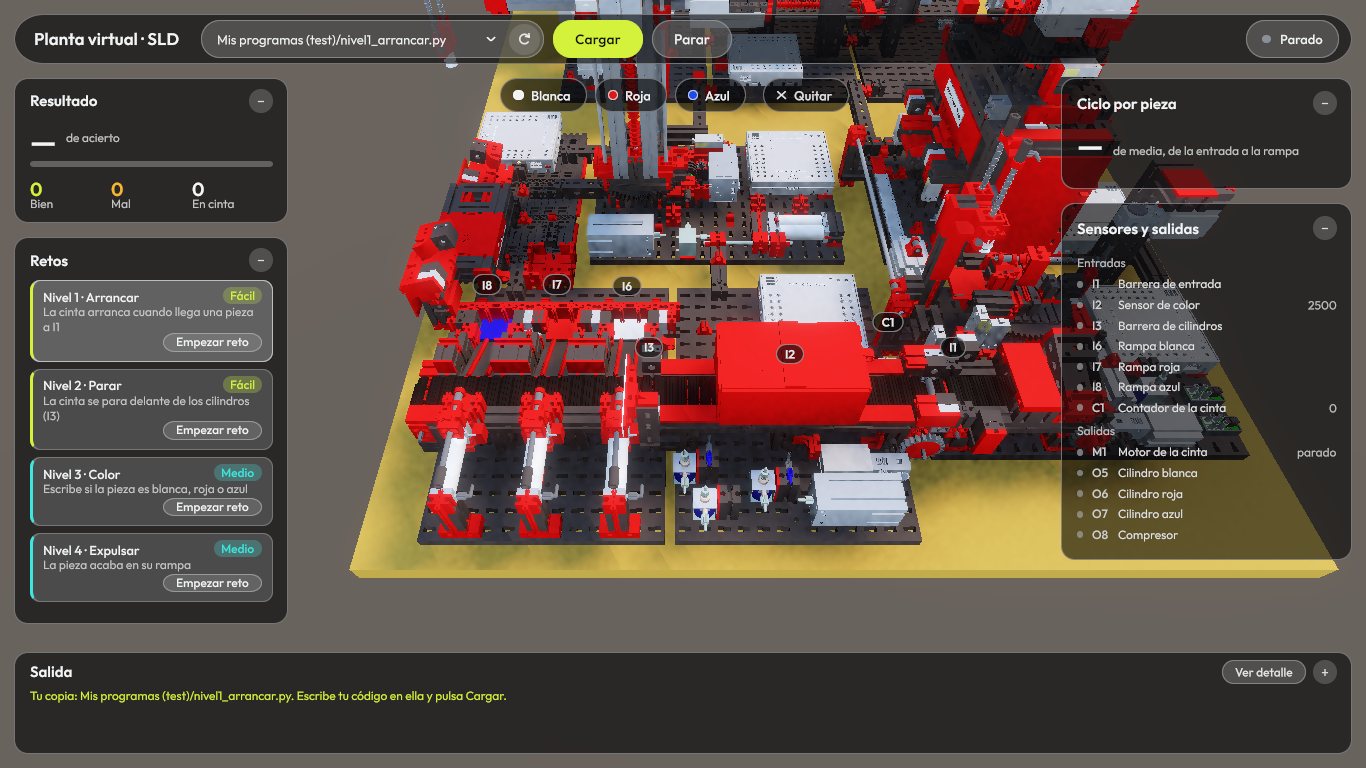 Planta virtual · SLD
Mis programas (test)/nivel1_arrancar.py
Cargar
Parar
Parado
Blanca
Roja
Azul
Quitar
Resultado
— de acierto
0
Bien
0
Mal
0
En cinta
Retos
Nivel 1 · Arrancar
Fácil
La cinta arranca cuando llega una pieza
a I1
Empezar reto
Nivel 2 · Parar
Fácil
La cinta se para delante de los cilindros
(I3)
Empezar reto
Nivel 3 · Color
Medio
Escribe si la pieza es blanca, roja o azul
Empezar reto
Nivel 4 · Expulsar
Medio
La pieza acaba en su rampa
Empezar reto
I8
I7
I6
I3
I2
C1
I1
Ciclo por pieza
— de media, de la entrada a la rampa
Sensores y salidas
Entradas
I1 Barrera de entrada
I2 Sensor de color 2500
I3 Barrera de cilindros
I6 Rampa blanca
I7 Rampa roja
I8 Rampa azul
C1 Contador de la cinta 0
Salidas
M1 Motor de la cinta parado
O5 Cilindro blanca
O6 Cilindro roja
O7 Cilindro azul
O8 Compresor
Salida
Ver detalle
Tu copia: Mis programas (test)/nivel1_arrancar.py. Escribe tu código en ella y pulsa Cargar.